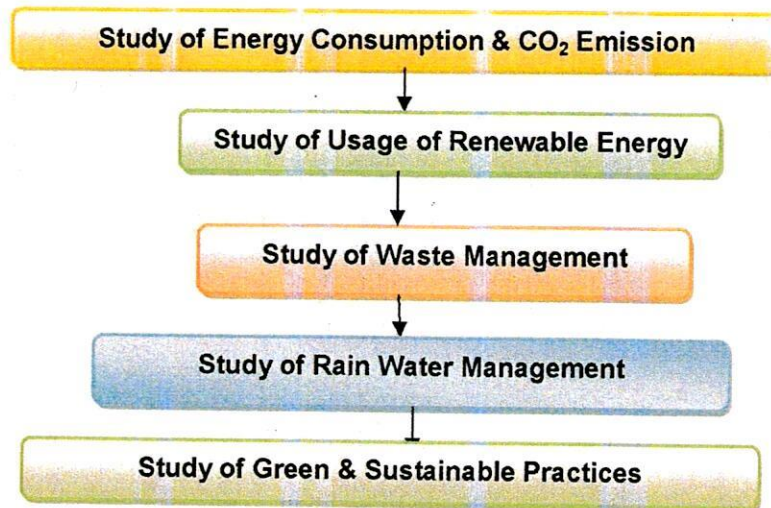 Study of Energy Consumption & CO₂ Emission
Study of Usage of Renewable Energy
Study of Waste Management
Study of Rain Water Management
Study of Green & Sustainable Practices